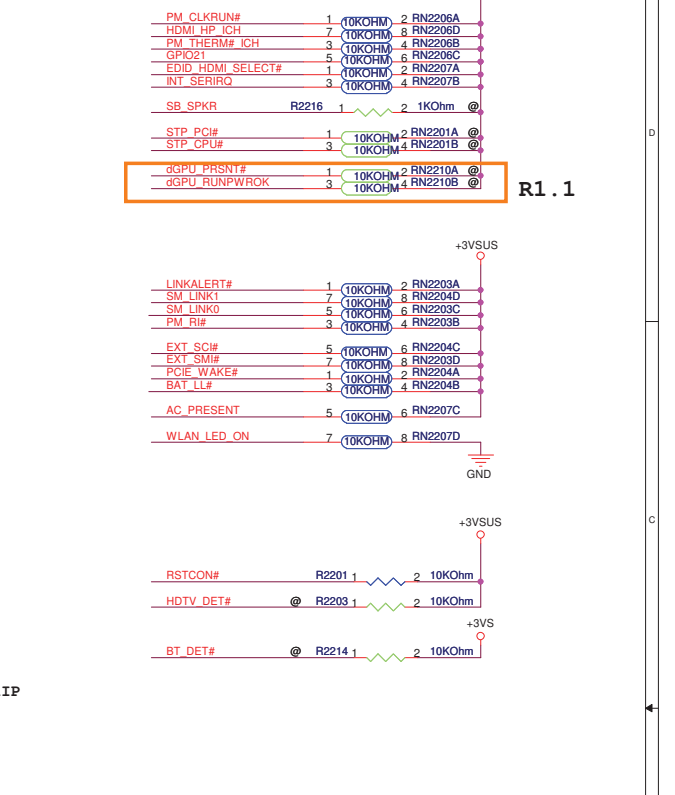 PM_CLKRUN# 1 10KOHM 2 RN2206A
HDMI_HP_ICH 7 10KOHM 8 RN2206D
PM_THERM#_ICH 3 10KOHM 4 RN2206B
GPIO21 5 10KOHM 6 RN2206C
EDID_HDMI_SELECT# 1 10KOHM 2 RN2207A
INT_SERIRQ 3 10KOHM 4 RN2207B
SB_SPKR R2216 1 2 1KOhm @
D
STP_PCI# 1 10KOHM 2 RN2201A @
STP_CPU# 3 10KOHM 4 RN2201B @
dGPU_PRSNT# 1 10KOHM 2 RN2210A @
dGPU_RUNPWROK 3 10KOHM 4 RN2210B @
R1.1
+3VSUS
LINKALERT# 1 10KOHM 2 RN2203A
SM_LINK1 7 10KOHM 8 RN2204D
SM_LINK0 5 10KOHM 6 RN2203C
PM_RI# 3 10KOHM 4 RN2203B
EXT_SCI# 5 10KOHM 6 RN2204C
EXT_SMI# 7 10KOHM 8 RN2203D
PCIE_WAKE# 1 10KOHM 2 RN2204A
BAT_LL# 3 10KOHM 4 RN2204B
AC_PRESENT 5 10KOHM 6 RN2207C
WLAN_LED_ON 7 10KOHM 8 RN2207D
GND
+3VSUS
C
RSTCON# R2201 1 2 10KOhm
HDTV_DET# @ R2203 1 2 10KOhm
+3VS
BT_DET# @ R2214 1 2 10KOhm
IP